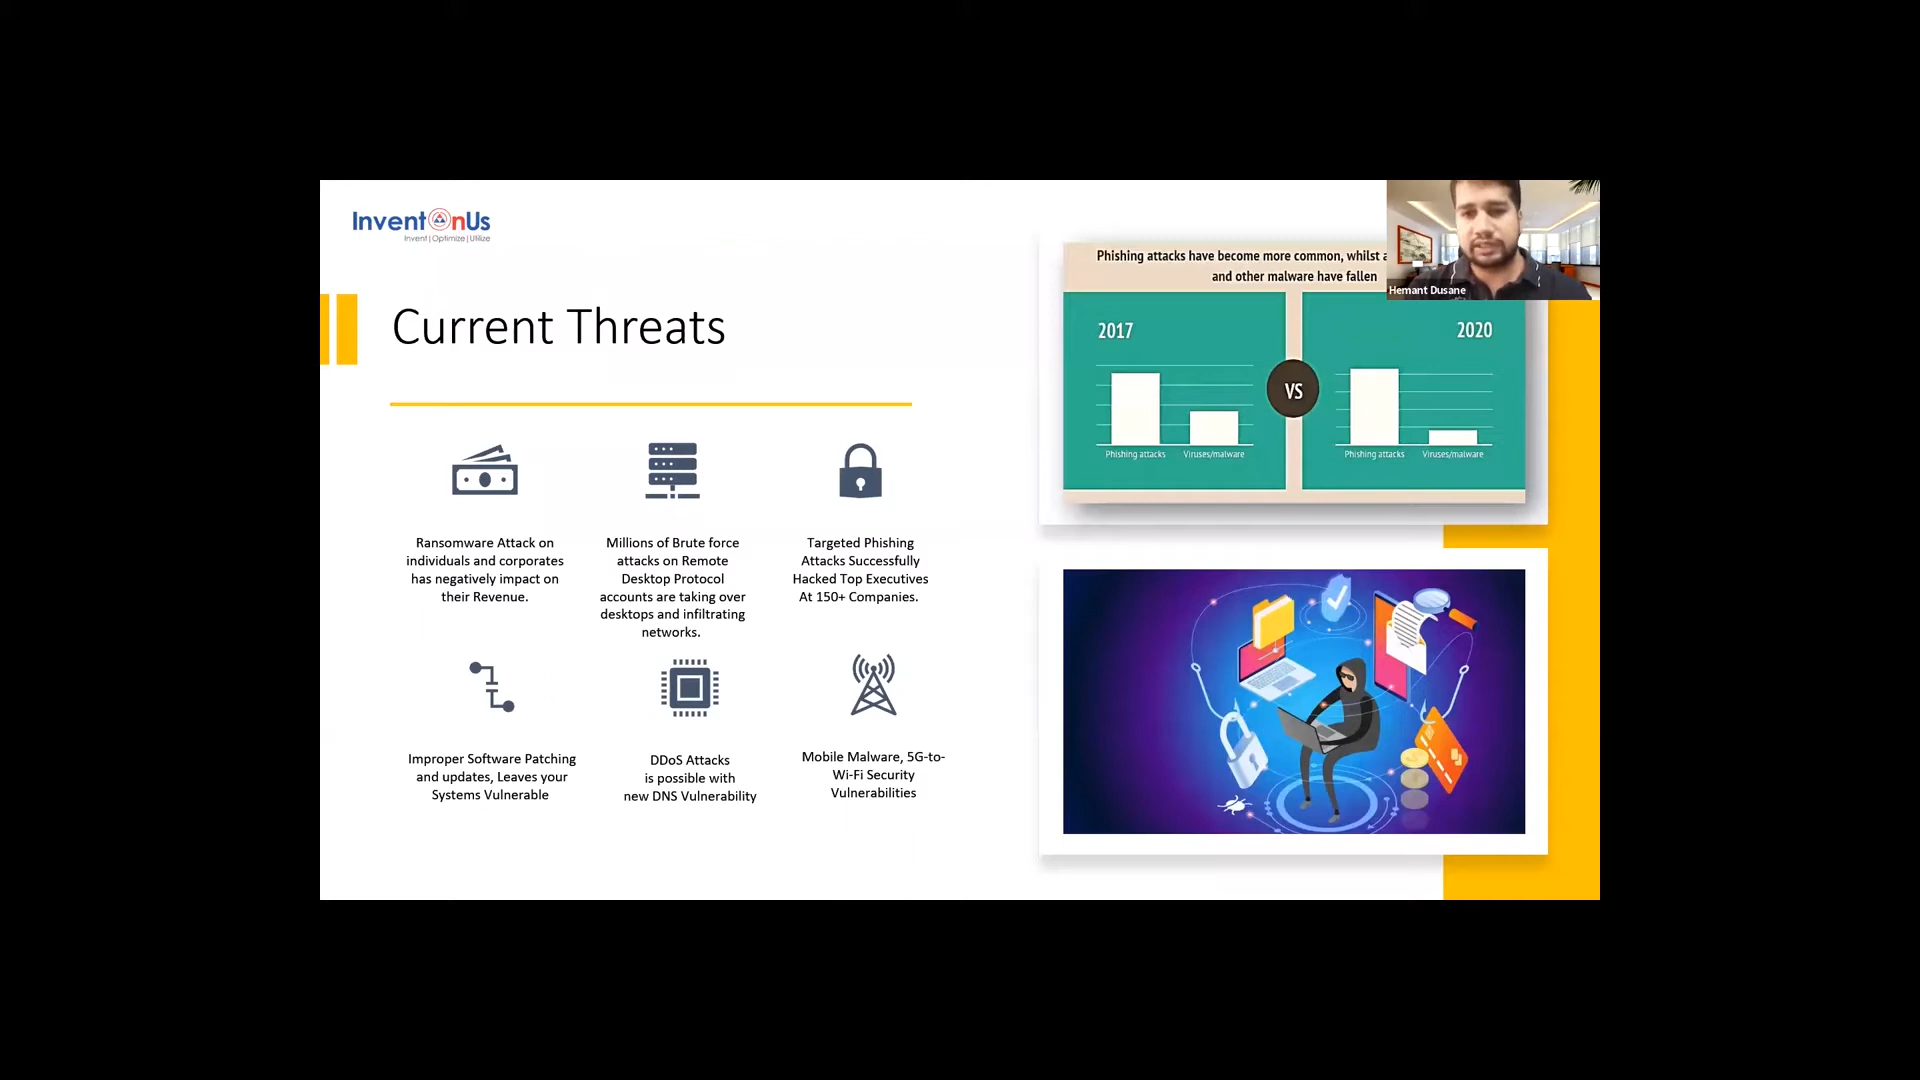 InventOnUs
Invent | Optimize | Utilize
Current Threats
Ransomware Attack on
individuals and corporates
has negatively impact on
their Revenue.
Millions of Brute force
attacks on Remote
Desktop Protocol
accounts are taking over
desktops and infiltrating
networks.
Targeted Phishing
Attacks Successfully
Hacked Top Executives
At 150+ Companies.
Improper Software Patching
and updates, Leaves your
Systems Vulnerable
DDoS Attacks
is possible with
new DNS Vulnerability
Mobile Malware, 5G-to-
Wi-Fi Security
Vulnerabilities
Phishing attacks have become more common, whilst
and other malware have fallen
2017
Phishing attacks
Viruses/malware
VS
2020
Phishing attacks
Viruses/malware
Hemant Dusane